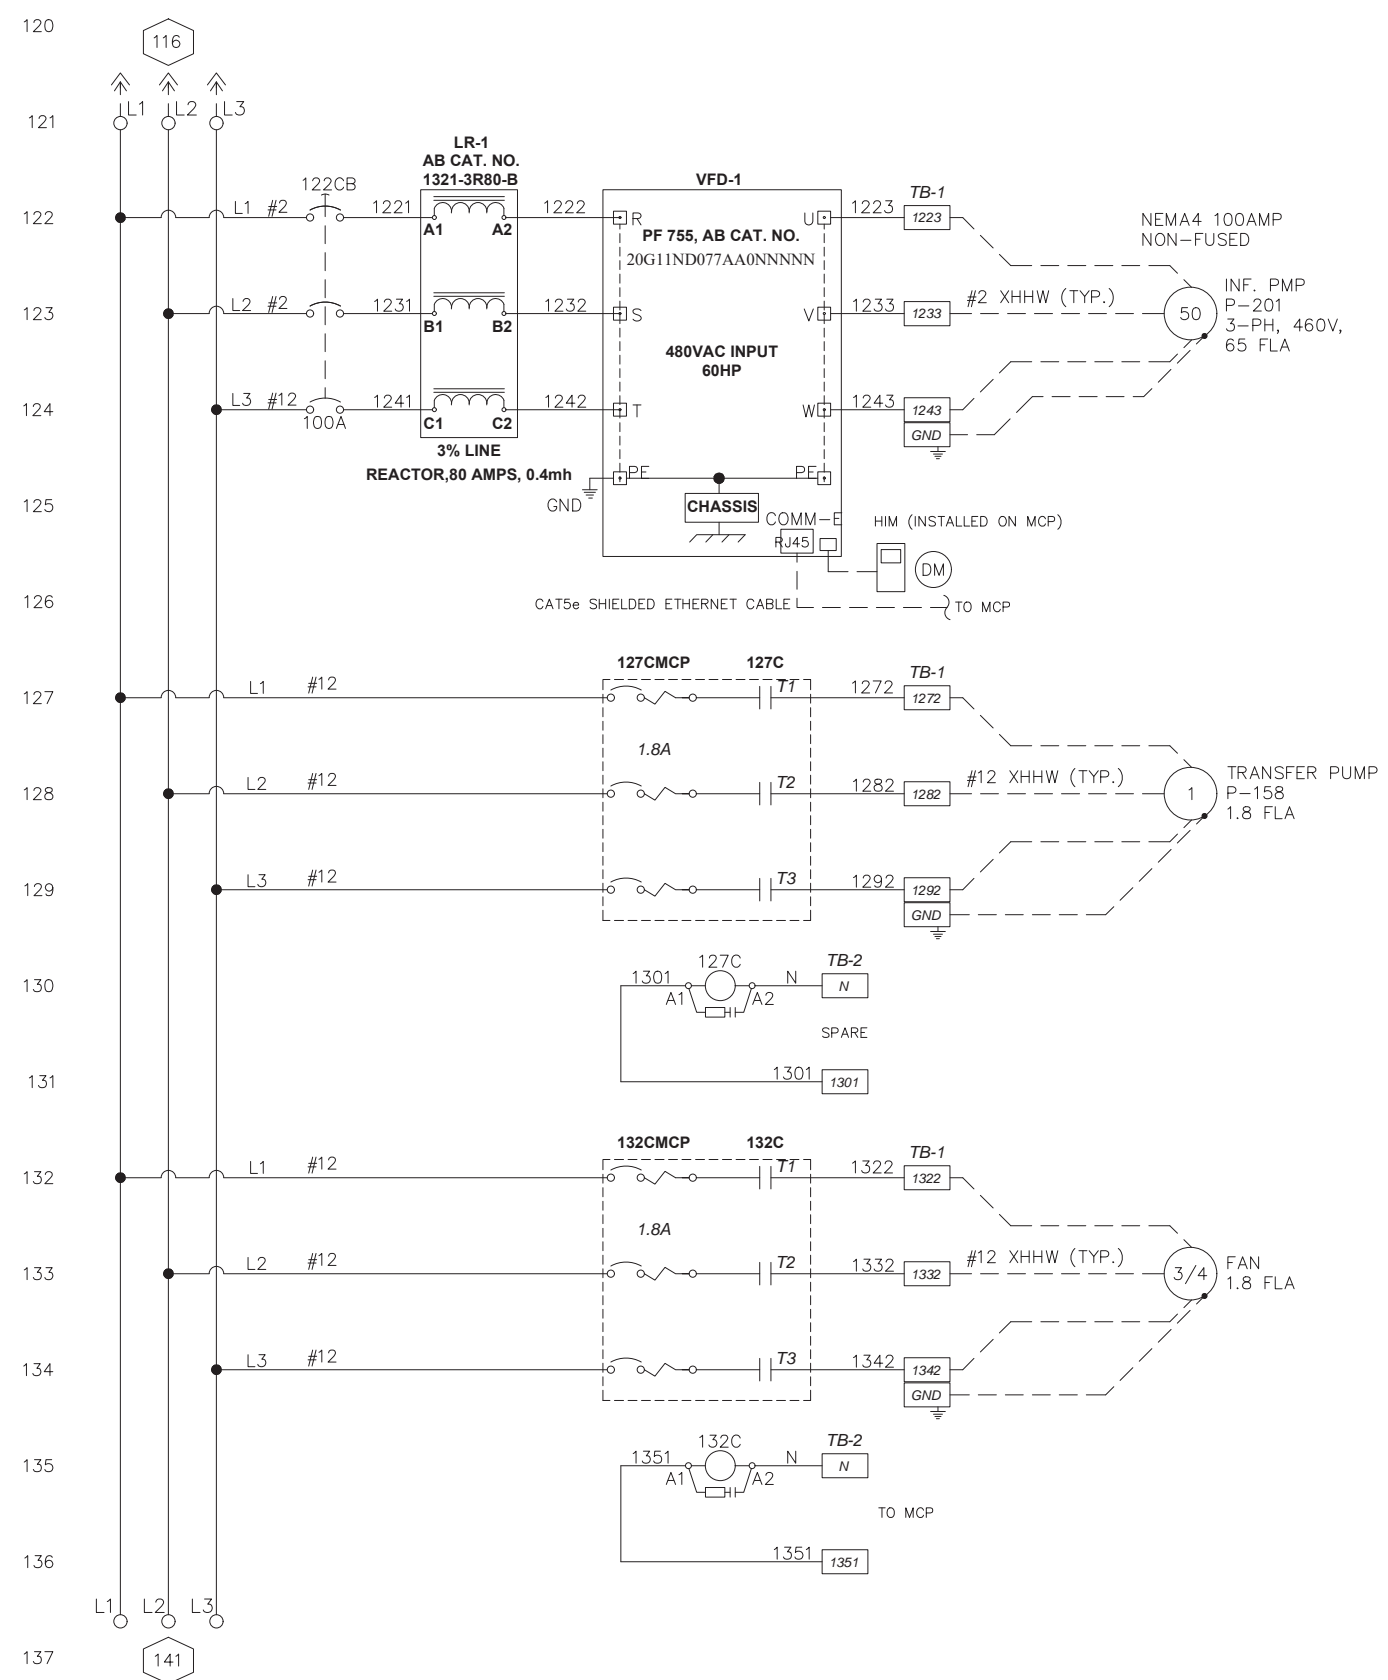 120
116
L1 L2 L3
121
LR-1
AB CAT. NO.
1321-3R80-B
VFD-1
TB-1
122CB
122
L1 #2
1221
A1 A2
1222
R
U
1223
1223
PF 755, AB CAT. NO.
20G11ND077AA0NNNNN
NEMA4 100AMP
NON-FUSED
123
L2 #2
1231
B1 B2
1232
S
V
1233
1233
#2 XHHW (TYP.)
50
INF. PMP
P-201
3-PH, 460V,
65 FLA
480VAC INPUT
60HP
124
L3 #12
100A
1241
C1 C2
1242
T
W
1243
1243
GND
3% LINE
REACTOR,80 AMPS, 0.4mh
PE
PE
125
GND
CHASSIS
COMM-E
RJ45
HIM (INSTALLED ON MCP)
DM
126
CAT5e SHIELDED ETHERNET CABLE
TO MCP
127CMCP 127C
TB-1
127
L1 #12
T1
1272
1272
1.8A
128
L2 #12
T2
1282
1282
#12 XHHW (TYP.)
1
TRANSFER PUMP
P-158
1.8 FLA
129
L3 #12
T3
1292
1292
GND
127C
TB-2
130
1301
A1 A2
N
N
SPARE
131
1301
1301
132CMCP 132C
TB-1
132
L1 #12
T1
1322
1322
1.8A
133
L2 #12
T2
1332
1332
#12 XHHW (TYP.)
3/4
FAN
1.8 FLA
134
L3 #12
T3
1342
1342
GND
132C
TB-2
135
1351
A1 A2
N
N
TO MCP
136
1351
1351
L1 L2 L3
137
141